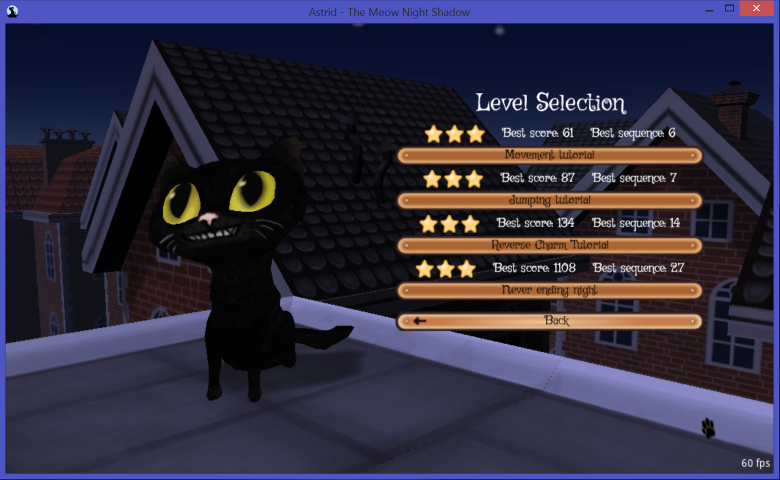 Astrid - The Meow Night Shadow
Level Selection
Best score: 61 Best sequence: 6
Movement tutorial
Best score: 87 Best sequence: 7
Jumping tutorial
Best score: 134 Best sequence: 14
Reverse Charm Tutorial
Best score: 1108 Best sequence: 27
Never ending night
Back
60 fps